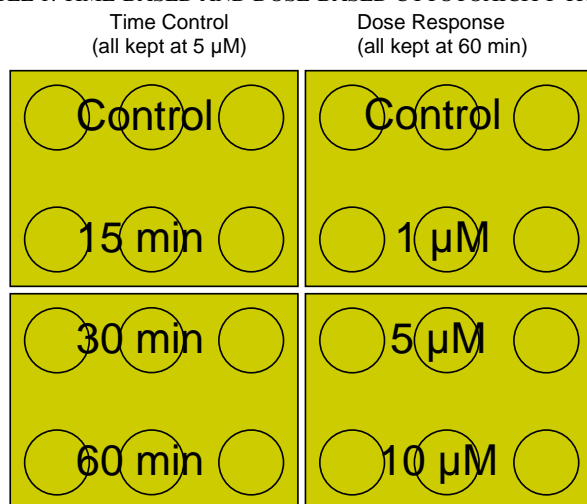 Time Control
(all kept at 5 µM)
Dose Response
(all kept at 60 min)
Control
Control
15 min
1 µM
30 min
5 µM
60 min
10 µM